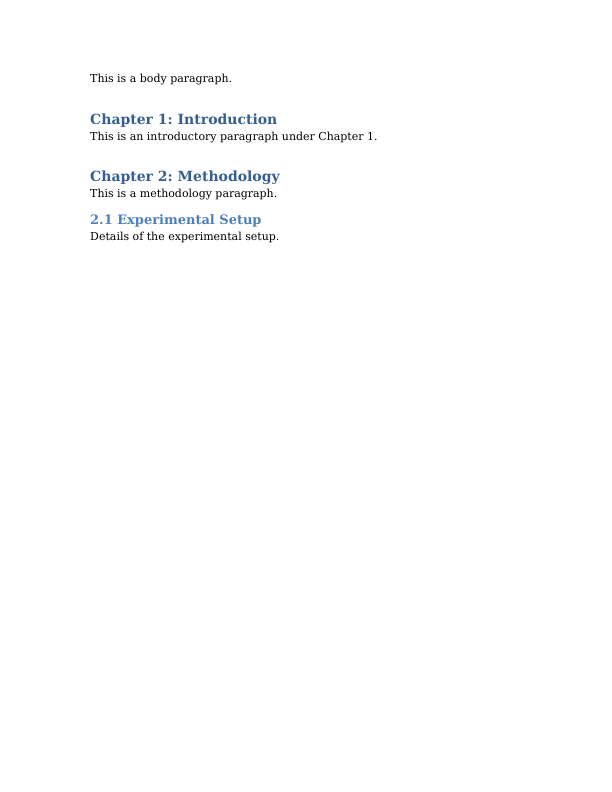 This is a body paragraph.
Chapter 1: Introduction
This is an introductory paragraph under Chapter 1.
Chapter 2: Methodology
This is a methodology paragraph.
2.1 Experimental Setup
Details of the experimental setup.